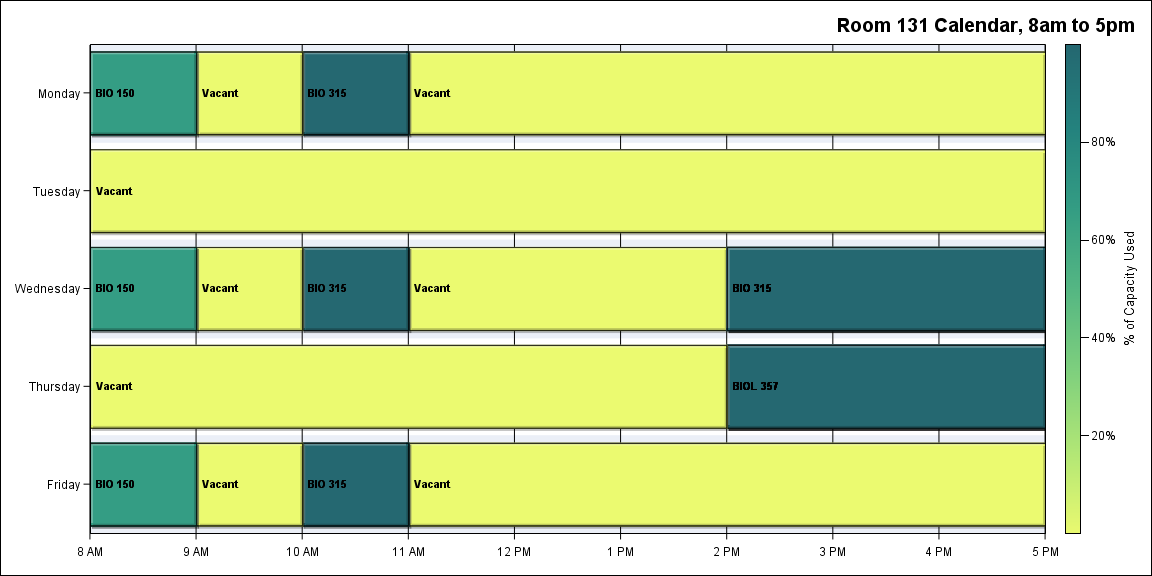 Room 131 Calendar, 8am to 5pm
Monday
BIO 150
Vacant
BIO 315
Vacant
Tuesday
Vacant
Wednesday
BIO 150
Vacant
BIO 315
Vacant
BIO 315
Thursday
Vacant
BIOL 357
Friday
BIO 150
Vacant
BIO 315
Vacant
8 AM
9 AM
10 AM
11 AM
12 PM
1 PM
2 PM
3 PM
4 PM
5 PM
80%
60%
40%
20%
% of Capacity Used